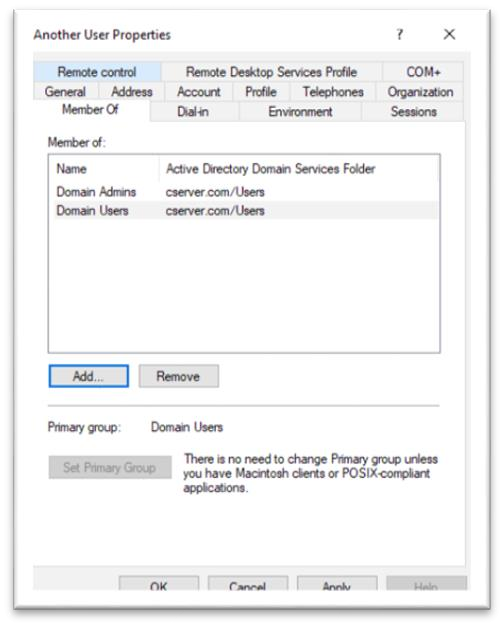 Another User Properties ? X
Remote control Remote Desktop Services Profile COM+
General Address Account Profile Telephones Organization
Member Of Dial-in Environment Sessions
Member of:
Name Active Directory Domain Services Folder
Domain Admins cserver.com/Users
Domain Users cserver.com/Users
Add... Remove
Primary group: Domain Users
Set Primary Group
There is no need to change Primary group unless
you have Macintosh clients or POSIX-compliant
applications.
OK Cancel Apply Help